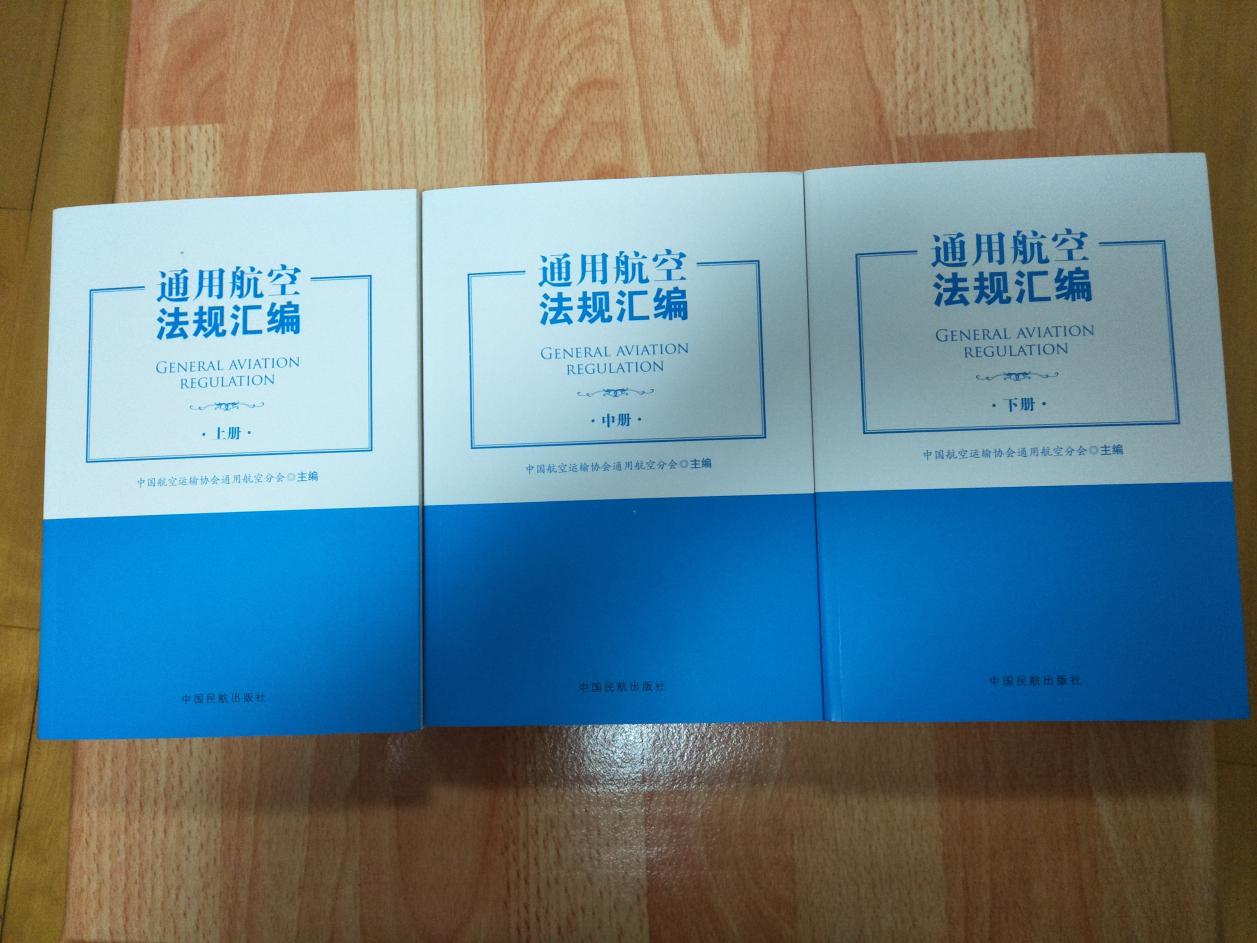 通用航空
法规汇编
GENERAL AVIATION
REGULATION
·上册·
中国航空运输协会通用航空分会◎主编
中国民航出版社
通用航空
法规汇编
GENERAL AVIATION
REGULATION
·中册·
中国航空运输协会通用航空分会◎主编
中国民航出版社
通用航空
法规汇编
GENERAL AVIATION
REGULATION
·下册·
中国航空运输协会通用航空分会◎主编
中国民航出版社